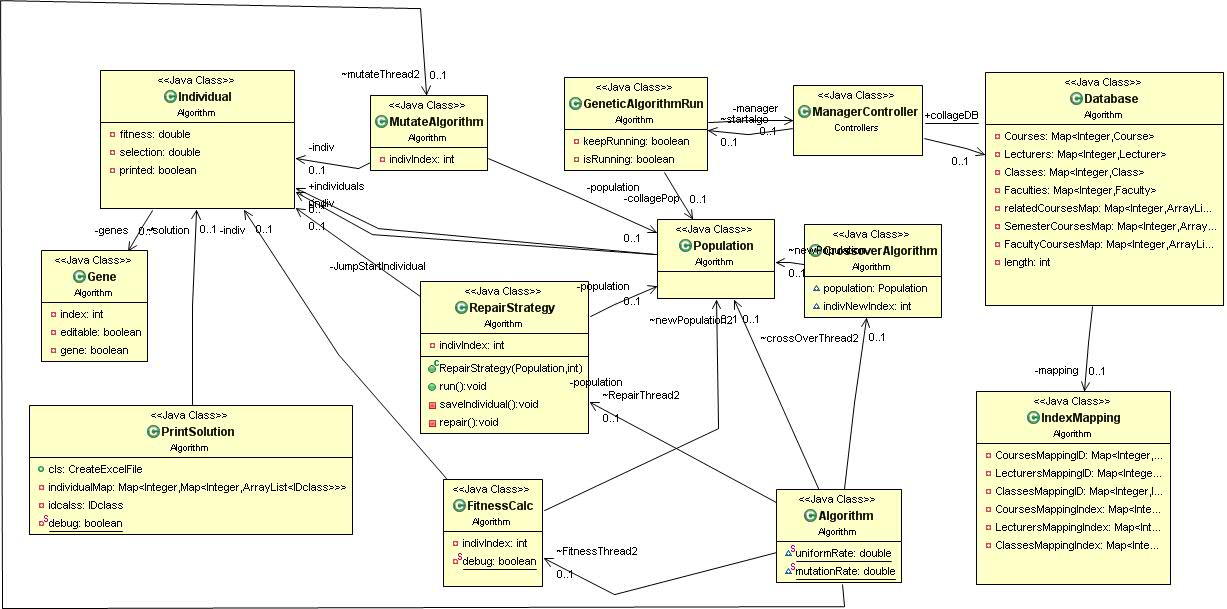 ~mutateThread2
0..1
<<Java Class>>
Individual
Algorithm
fitness: double
selection: double
printed: boolean
<<Java Class>>
MutateAlgorithm
Algorithm
indivIndex: int
<<Java Class>>
GeneticAlgorithmRun
Algorithm
keepRunning: boolean
isRunning: boolean
-manager
~startalgo
0..1
0..1
<<Java Class>>
ManagerController
Controllers
+collageDB
0..1
<<Java Class>>
Database
Algorithm
Courses: Map<Integer,Course>
Lecturers: Map<Integer,Lecturer>
Classes: Map<Integer,Class>
Faculties: Map<Integer,Faculty>
relatedCoursesMap: Map<Integer,ArrayLi...
SemesterCoursesMap: Map<Integer,Array...
FacultyCoursesMap: Map<Integer,ArrayLi...
length: int
-indiv
0..1
+individuals
0..1
-population
-collagePop
0..1
0..1
-genes
~solution
0..1
-indiv
0..1
<<Java Class>>
Gene
Algorithm
index: int
editable: boolean
gene: boolean
-JumpStartIndividual
<<Java Class>>
Population
Algorithm
<<Java Class>>
CrossoverAlgorithm
Algorithm
population: Population
indivNewIndex: int
~newPopulation
0..1
<<Java Class>>
RepairStrategy
Algorithm
indivIndex: int
RepairStrategy(Population,int)
run():void
saveIndividual():void
repair():void
-population
0..1
~newPopulation2
0..1
0..1
~crossOverThread2
0..1
-population
~RepairThread2
0..1
-mapping
0..1
<<Java Class>>
IndexMapping
Algorithm
CoursesMappingID: Map<Integer,...
LecturersMappingID: Map<Intege...
ClassesMappingID: Map<Integer,I...
CoursesMappingIndex: Map<Inte...
LecturersMappingIndex: Map<Int...
ClassesMappingIndex: Map<Inte...
<<Java Class>>
PrintSolution
Algorithm
cls: CreateExcelFile
individualMap: Map<Integer,Map<Integer,ArrayList<IDclass>>>
idcalss: IDclass
debug: boolean
<<Java Class>>
FitnessCalc
Algorithm
indivIndex: int
debug: boolean
~FitnessThread2
0..1
<<Java Class>>
Algorithm
Algorithm
uniformRate: double
mutationRate: double